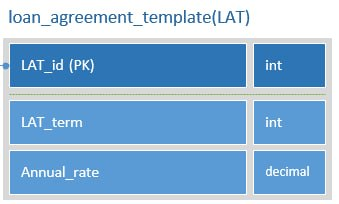 loan_agreement_template(LAT)
LAT_id (PK) int
LAT_term int
Annual_rate decimal